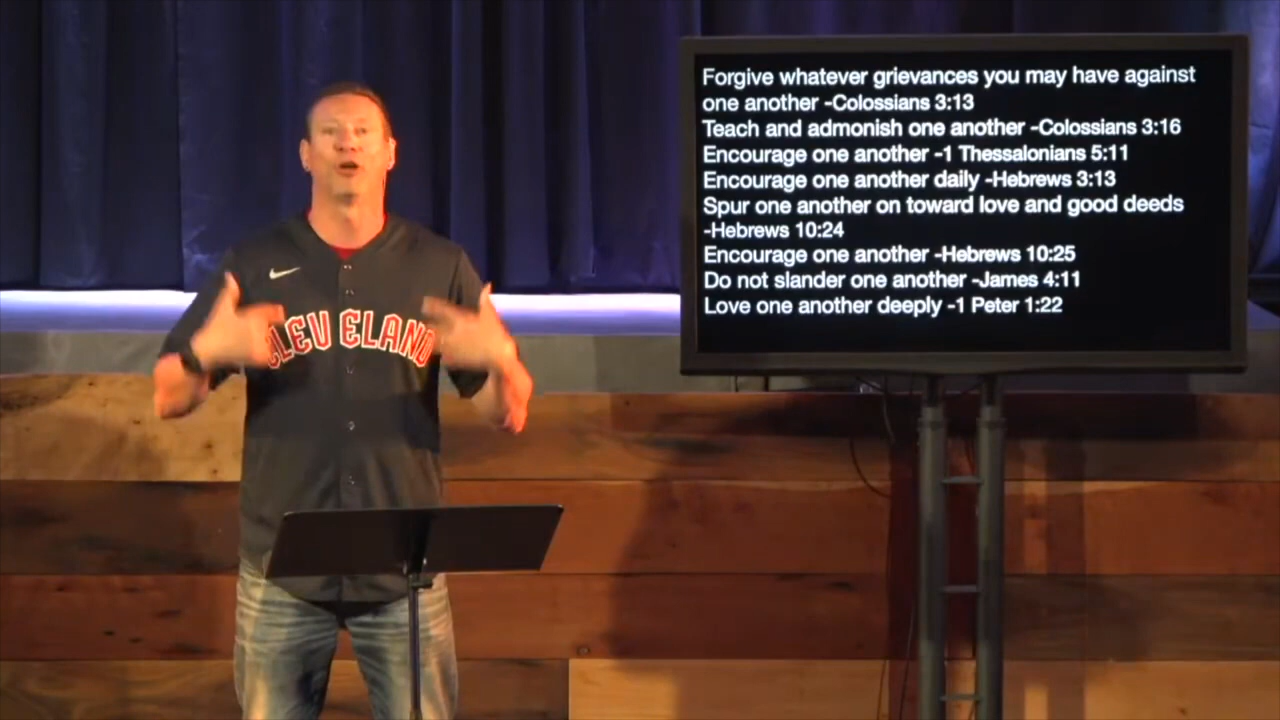 Forgive whatever grievances you may have against
one another -Colossians 3:13
Teach and admonish one another -Colossians 3:16
Encourage one another -1 Thessalonians 5:11
Encourage one another daily -Hebrews 3:13
Spur one another on toward love and good deeds
-Hebrews 10:24
Encourage one another -Hebrews 10:25
Do not slander one another -James 4:11
Love one another deeply -1 Peter 1:22
CLEVELAND